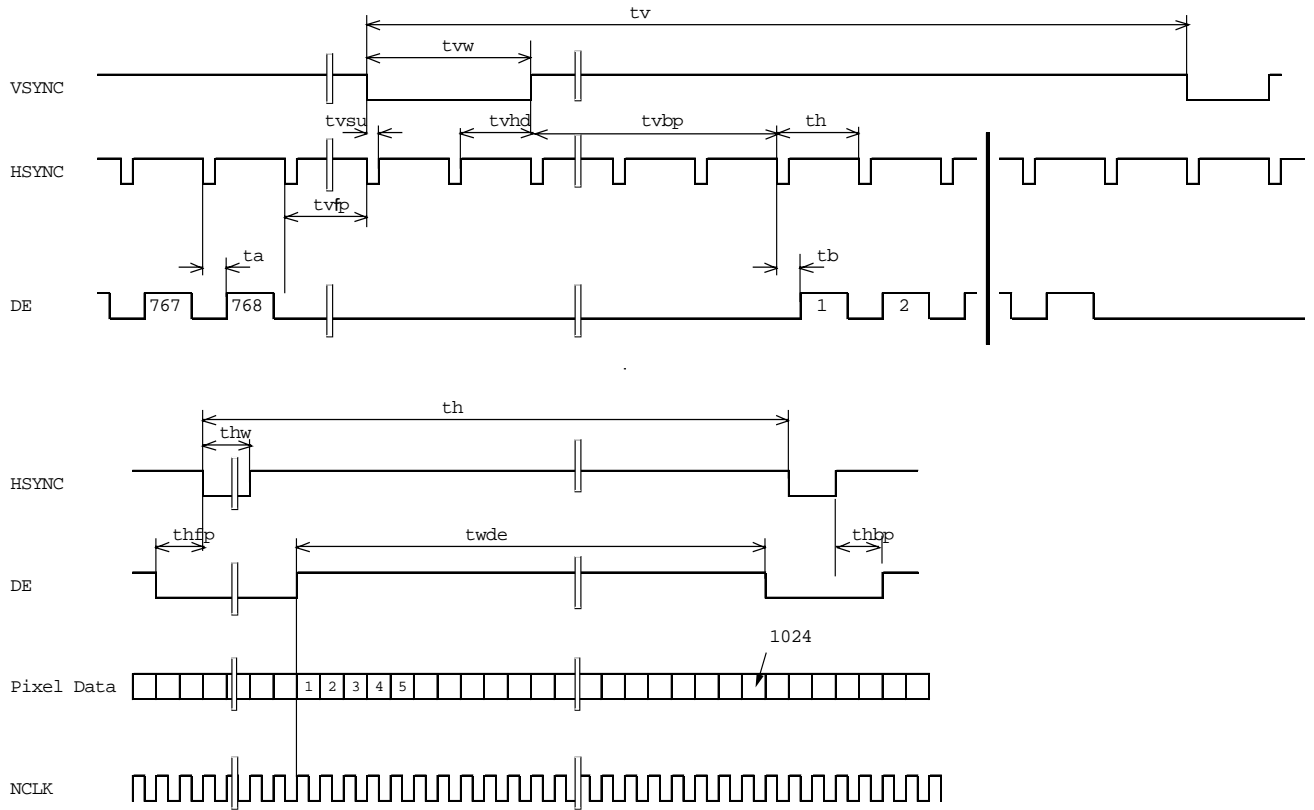 tv
tvw
VSYNC
tvsu
tvhd
tvbp
th
HSYNC
tvfp
ta
tb
DE
767
768
1
2
th
thw
HSYNC
thfp
twde
thbp
DE
1024
Pixel Data
1
2
3
4
5
NCLK